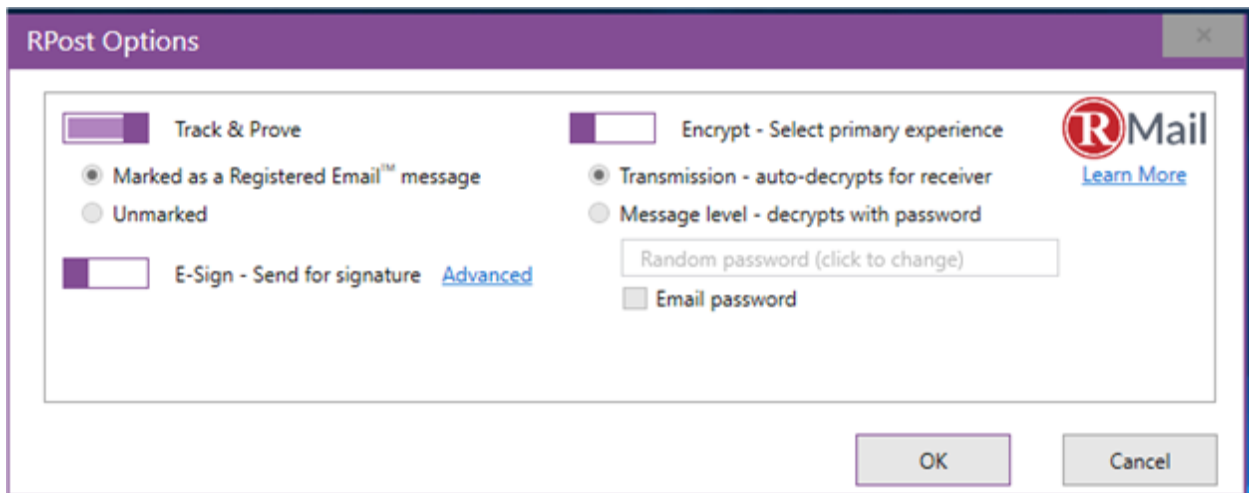 RPost Options
Track & Prove
Marked as a Registered Email™ message
Unmarked
E-Sign - Send for signature Advanced
Encrypt - Select primary experience
Transmission - auto-decrypts for receiver
Message level - decrypts with password
Random password (click to change)
Email password
RMail
Learn More
OK
Cancel